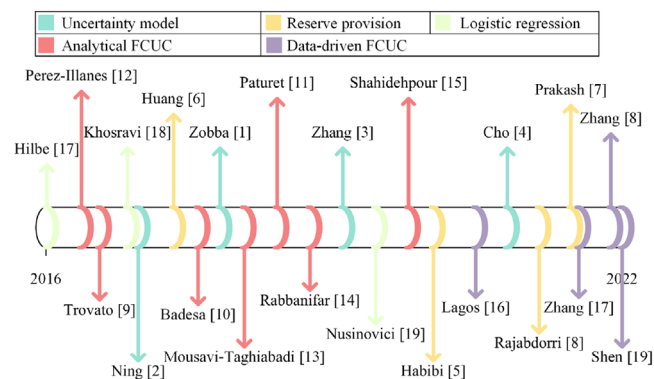 Uncertainty model
Reserve provision
Logistic regression
Analytical FCUC
Data-driven FCUC
Perez-Illanes [12]
Paturet [11]
Shahidehpour [15]
Prakash [7]
Huang [6]
Zhang [8]
Khosravi [18]
Zobba [1]
Zhang [3]
Cho [4]
Hilbe [17]
2016
2022
Trovato [9]
Badesa [10]
Rabbanifar [14]
Lagos [16]
Zhang [17]
Nusinovici [19]
Rajabdorri [8]
Ning [2]
Mousavi-Taghiabadi [13]
Habibi [5]
Shen [19]